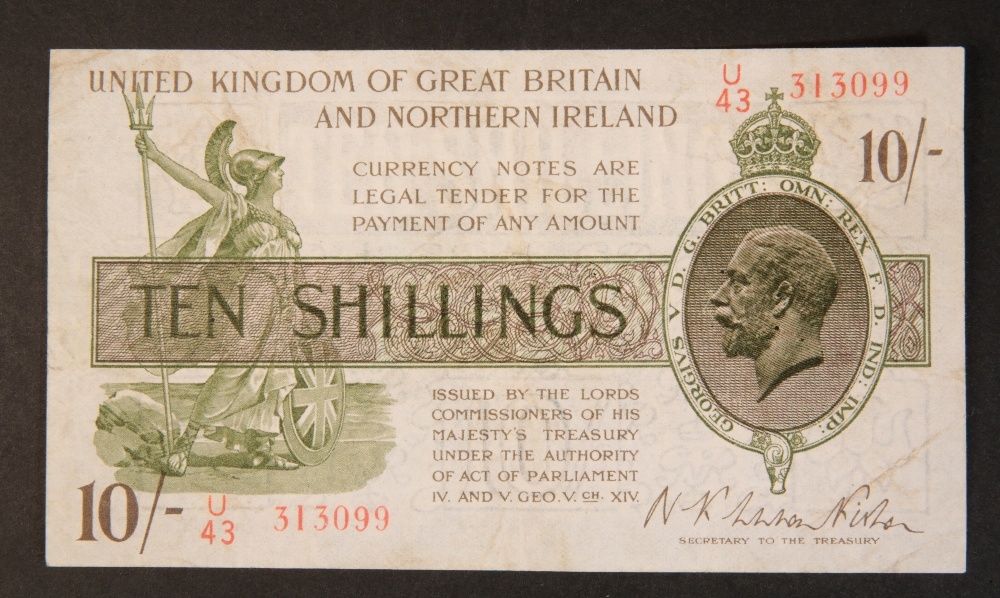 UNITED KINGDOM OF GREAT BRITAIN
AND NORTHERN IRELAND
U
43 313099
10/-
CURRENCY NOTES ARE
LEGAL TENDER FOR THE
PAYMENT OF ANY AMOUNT
GEORGIVS V D. G. BRITT: OMN: REX F. D. IND: IMP:
TEN SHILLINGS
ISSUED BY THE LORDS
COMMISSIONERS OF HIS
MAJESTY'S TREASURY
UNDER THE AUTHORITY
OF ACT OF PARLIAMENT
IV. AND V. GEO. V. CH. XIV.
10/-
U
43 313099
SECRETARY TO THE TREASURY